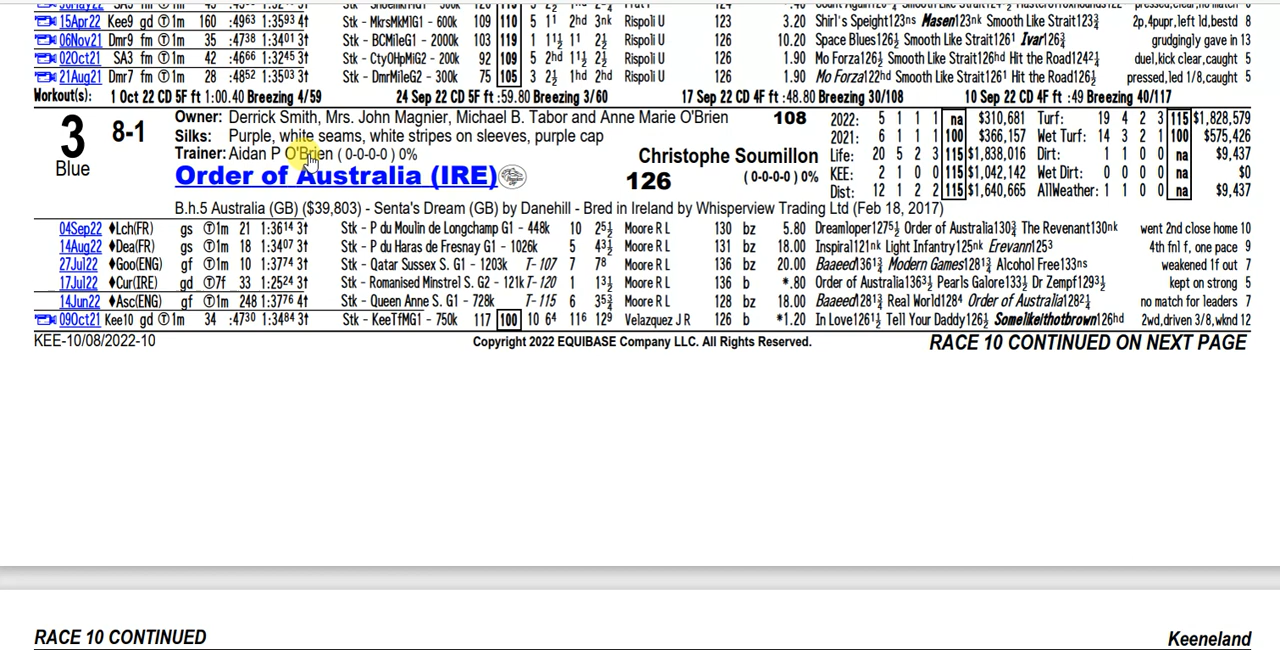 15Apr22 Kee9 gd Ⓣ1m 160 :49⁶³ 1:35⁹³ 4↑ Stk - MrsMkM1G1 - 600k 109 110 5 1¹ 2ʰᵈ 3ⁿᵏ Rispoli U 123 3.20 Shirl's Speight123ⁿˢ Masen123ⁿᵏ Smooth Like Strait123¾ 2p,4pupr,left ld,bestd 8
06Nov21 Dmr9 fm Ⓣ1m 35 :47³⁸ 1:34⁰¹ 3↑ Stk - BCMileG1 - 2000k 103 119 1 1¹ 1½ 1¹ 2½ Rispoli U 126 10.20 Space Blues126½ Smooth Like Strait126¹ Ivar126¾ grudgingly gave in 13
02Oct21 SA3 fm Ⓣ1m 42 :46⁶⁶ 1:32⁴⁵ 3↑ Stk - CtyOHpMiG2 - 200k 92 109 5 2ʰᵈ 1¹½ 2½ Rispoli U 126 1.90 Mo Forza126½ Smooth Like Strait126ʰᵈ Hit the Road124²¼ duel,kick clear,caught 5
21Aug21 Dmr7 fm Ⓣ1m 28 :48⁵² 1:35⁰³ 3↑ Stk - DmrMileG2 - 300k 75 105 3 2½ 1ʰᵈ 2ʰᵈ Rispoli U 126 1.90 Mo Forza122ʰᵈ Smooth Like Strait126¹ Hit the Road126½ pressed,led 1/8,caught 5
Workout(s): 1 Oct 22 CD 5F ft 1:00.40 Breezing 4/59 24 Sep 22 CD 5F ft :59.80 Breezing 3/60 17 Sep 22 CD 4F ft :48.80 Breezing 30/108 10 Sep 22 CD 4F ft :49 Breezing 40/117
3 8-1 Blue
Owner: Derrick Smith, Mrs. John Magnier, Michael B. Tabor and Anne Marie O'Brien 108
Silks: Purple, white seams, white stripes on sleeves, purple cap
Trainer: Aidan P O'Brien ( 0-0-0-0 ) 0%
Order of Australia (IRE)
Christophe Soumillon
126 ( 0-0-0-0 ) 0%
2022: 5 1 1 1 na $310,681 Turf: 19 4 2 3 115 $1,828,579
2021: 6 1 1 1 100 $366,157 Wet Turf: 14 3 2 1 100 $575,426
Life: 20 5 2 3 115 $1,838,016 Dirt: 1 1 0 0 na $9,437
KEE: 2 1 0 0 115 $1,042,142 Wet Dirt: 0 0 0 0 na $0
Dist: 12 1 2 2 115 $1,640,665 AllWeather: 1 1 0 0 na $9,437
B.h.5 Australia (GB) ($39,803) - Senta's Dream (GB) by Danehill - Bred in Ireland by Whisperview Trading Ltd (Feb 18, 2017)
04Sep22 ♦Lch(FR) gs Ⓣ1m 21 1:36¹⁴ 3↑ Stk - P du Moulin de Longchamp G1 - 448k 10 2⁵½ Moore R L 130 bz 5.80 Dreamloper127⁵½ Order of Australia130¾ The Revenant130ⁿᵏ went 2nd close home 10
14Aug22 ♦Dea(FR) gs Ⓣ1m 18 1:34⁰⁷ 3↑ Stk - P du Haras de Fresnay G1 - 1026k 5 4³½ Moore R L 131 bz 18.00 Inspiral121ⁿᵏ Light Infantry125ⁿᵏ Erevann125³ 4th fnl f, one pace 9
27Jul22 ♦Goo(ENG) gf Ⓣ1m 10 1:37⁷⁴ 3↑ Stk - Qatar Sussex S. G1 - 1203k T-107 7 7⁸ Moore R L 136 bz 20.00 Baaeed136¹¾ Modern Games128¹¾ Alcohol Free133ⁿˢ weakened 1f out 7
17Jul22 ♦Cur(IRE) gd Ⓣ7f 33 1:25²⁴ 3↑ Stk - Romanised Minstrel S. G2 - 121k T-120 1 1³½ Moore R L 136 b *.80 Order of Australia136³½ Pearls Galore133½ Dr Zempf129³½ kept on strong 5
14Jun22 ♦Asc(ENG) gf Ⓣ1m 248 1:37⁷⁶ 4↑ Stk - Queen Anne S. G1 - 728k T-115 6 3⁵¾ Moore R L 128 bz 18.00 Baaeed128¹¾ Real World128⁴ Order of Australia128²¼ no match for leaders 7
09Oct21 Kee10 gd Ⓣ1m 34 :47³⁰ 1:34⁸⁴ 3↑ Stk - KeeTfMG1 - 750k 117 100 10 6⁴ 11⁶ 12⁹ Velazquez J R 126 b *1.20 In Love126¹½ Tell Your Daddy126½ Somelikeithotbrown126ʰᵈ 2wd,driven 3/8,wknd 12
KEE-10/08/2022-10 Copyright 2022 EQUIBASE Company LLC. All Rights Reserved. RACE 10 CONTINUED ON NEXT PAGE
RACE 10 CONTINUED Keeneland